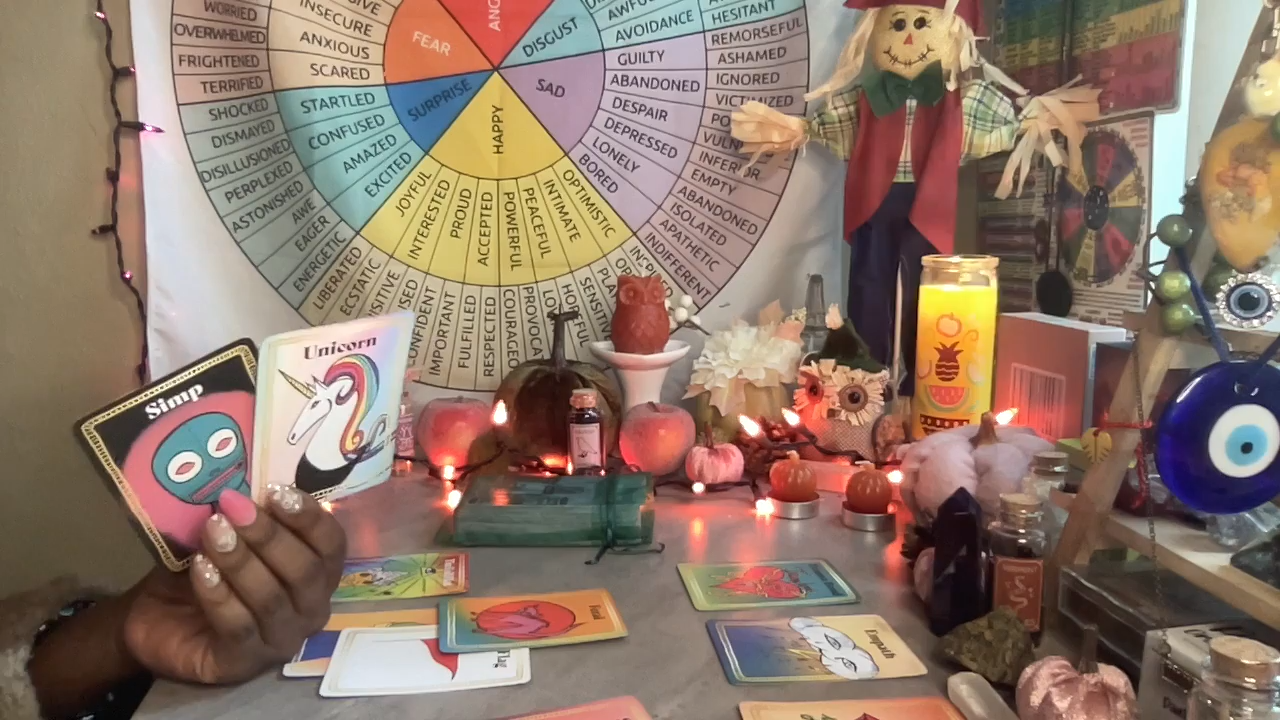 WORRIED
OVERWHELMED
FRIGHTENED
TERRIFIED
SHOCKED
DISMAYED
DISILLUSIONED
PERPLEXED
ASTONISHED
AWE
EAGER
ENERGETIC
LIBERATED
ECSTATIC
IMPORTANT
FULFILLED
RESPECTED
SENSITIVE
INDIFFERENT
APATHETIC
ISOLATED
ABANDONED
EMPTY
INFERIOR
IGNORED
ASHAMED
REMORSEFUL
HESITANT
INSECURE
ANXIOUS
SCARED
STARTLED
CONFUSED
AMAZED
EXCITED
JOYFUL
INTERESTED
PROUD
ACCEPTED
POWERFUL
PEACEFUL
INTIMATE
OPTIMISTIC
BORED
LONELY
DEPRESSED
DESPAIR
ABANDONED
GUILTY
AVOIDANCE
FEAR
DISGUST
SURPRISE
SAD
HAPPY
Simp
Unicorn
Empath